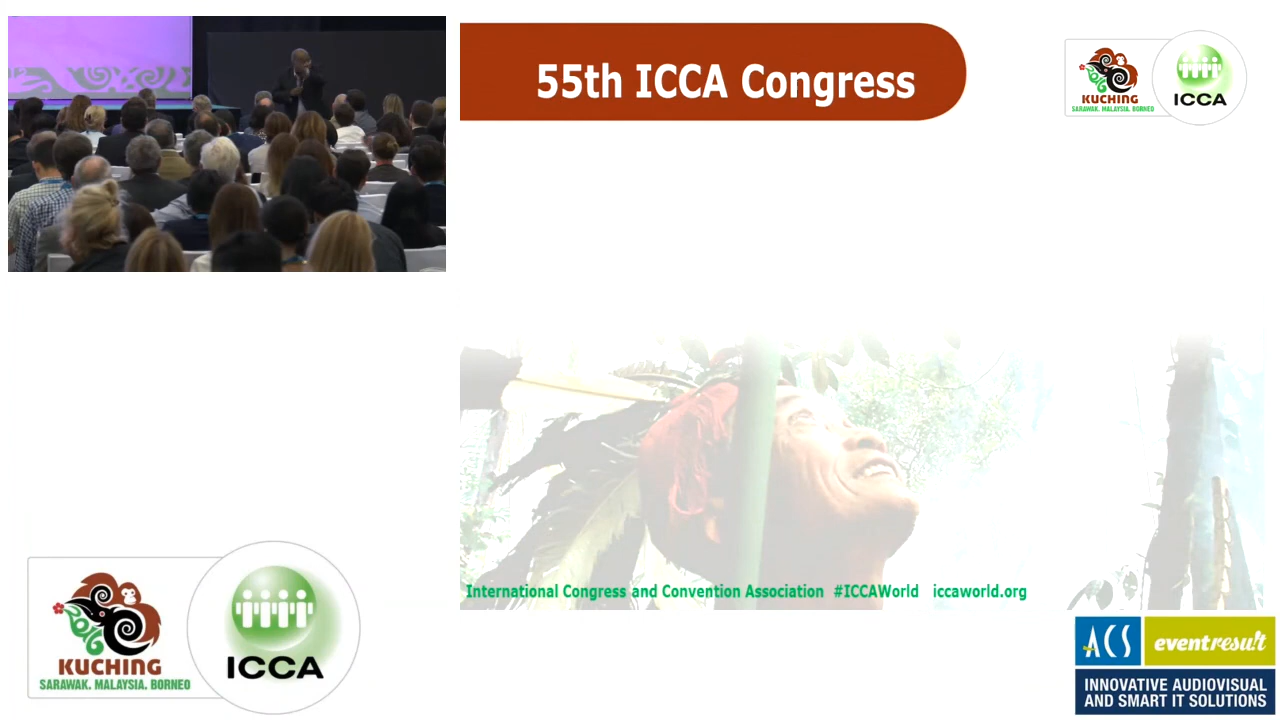 55th ICCA Congress
KUCHING
SARAWAK. MALAYSIA. BORNEO
ICCA
International Congress and Convention Association #ICCAWorld iccaworld.org
KUCHING
SARAWAK. MALAYSIA. BORNEO
ICCA
ACS
eventresult
INNOVATIVE AUDIOVISUAL
AND SMART IT SOLUTIONS